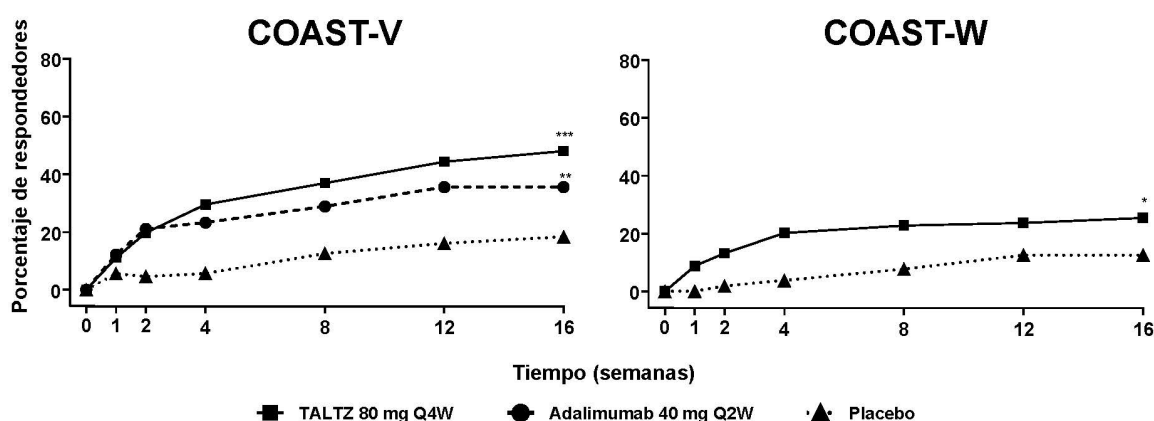 COAST-V
COAST-W
Porcentaje de respondedores
80
60
40
20
0
***
**
0 1 2 4 8 12 16
80
60
40
20
0
*
0 1 2 4 8 12 16
Tiempo (semanas)
TALTZ 80 mg Q4W
Adalimumab 40 mg Q2W
Placebo